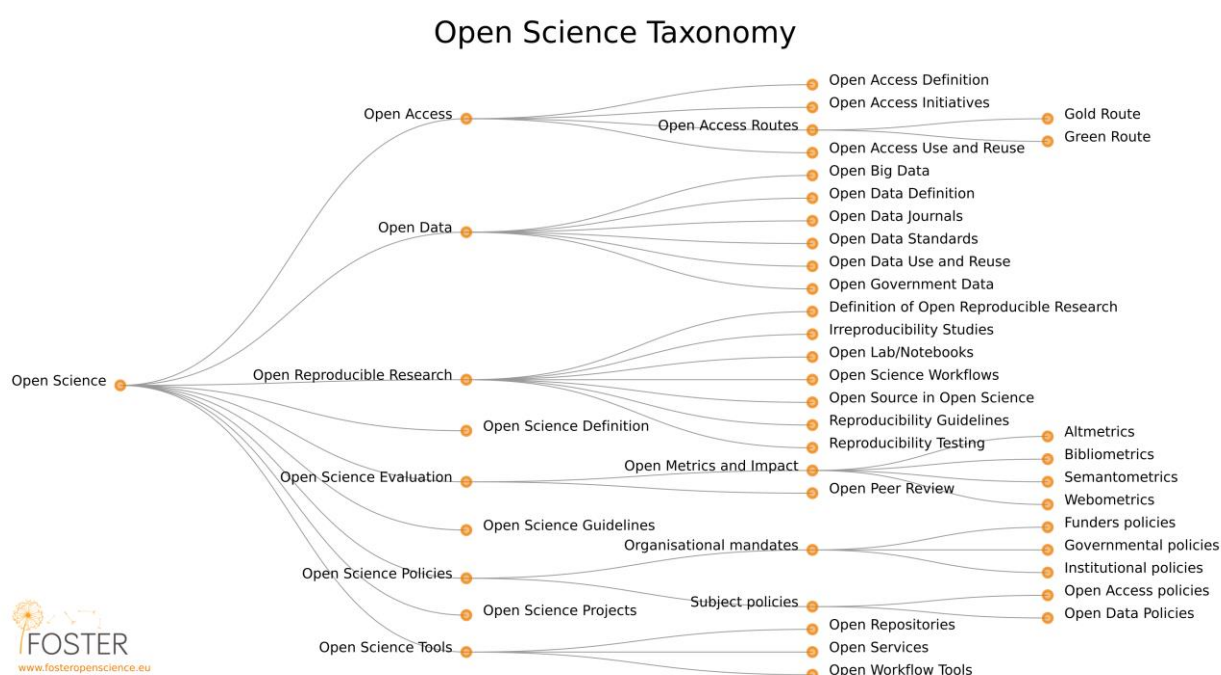 Open Science Taxonomy
Open Science
Open Access
Open Access Definition
Open Access Initiatives
Open Access Routes
Gold Route
Green Route
Open Access Use and Reuse
Open Data
Open Big Data
Open Data Definition
Open Data Journals
Open Data Standards
Open Data Use and Reuse
Open Government Data
Open Reproducible Research
Definition of Open Reproducible Research
Irreproducibility Studies
Open Lab/Notebooks
Open Science Workflows
Open Source in Open Science
Reproducibility Guidelines
Reproducibility Testing
Open Science Definition
Open Science Evaluation
Open Metrics and Impact
Altmetrics
Bibliometrics
Semantometrics
Webometrics
Open Peer Review
Open Science Guidelines
Open Science Policies
Organisational mandates
Funders policies
Governmental policies
Institutional policies
Subject policies
Open Access policies
Open Data Policies
Open Science Projects
Open Science Tools
Open Repositories
Open Services
Open Workflow Tools
FOSTER
www.fosteropenscience.eu